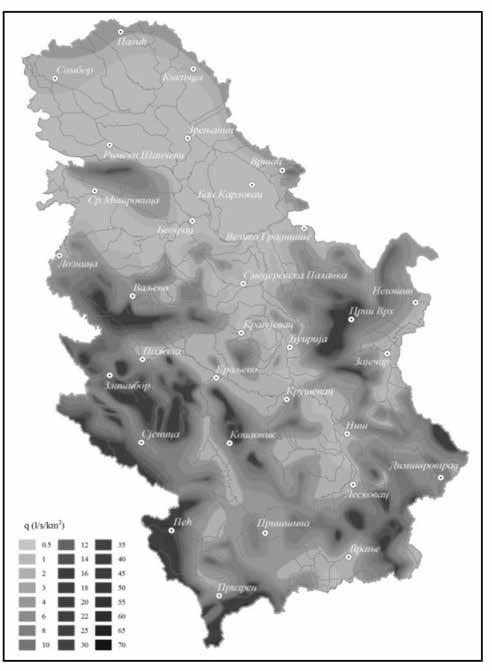 Палић
Сомбор
Кикинда
Зрењанин
Римски Шанчеви
Вршац
Бан.Карловац
Ср.Митровица
Београд
Велико Градиште
Лозница
Смедеревска Паланка
Ваљево
Неготин
Црни Врх
Крагујевац
Ћуприја
Пожега
Зајечар
Златибор
Краљево
Крушевац
Ниш
Сјеница
Копаоник
Димитровград
Лесковац
q (l/s/km²)
Пећ
Приштина
Врање
Призрен
0.5 12 35
1 14 40
2 16 45
3 18 50
4 20 55
6 22 60
8 25 65
10 30 70